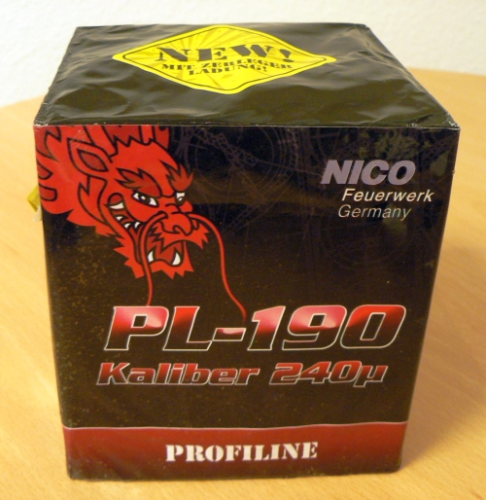 NEW!
MIT ZERLEGER
LADUNG!
NICO
Feuerwerk
Germany
PL-190
Kaliber 240µ
PROFILINE